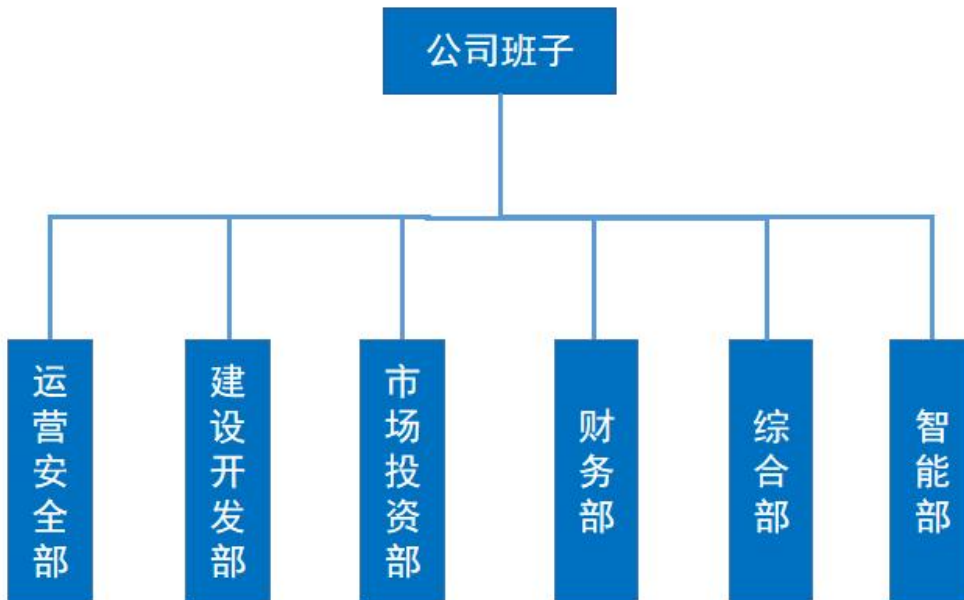 公司班子
运营安全部
建设开发部
市场投资部
财务部
综合部
智能部